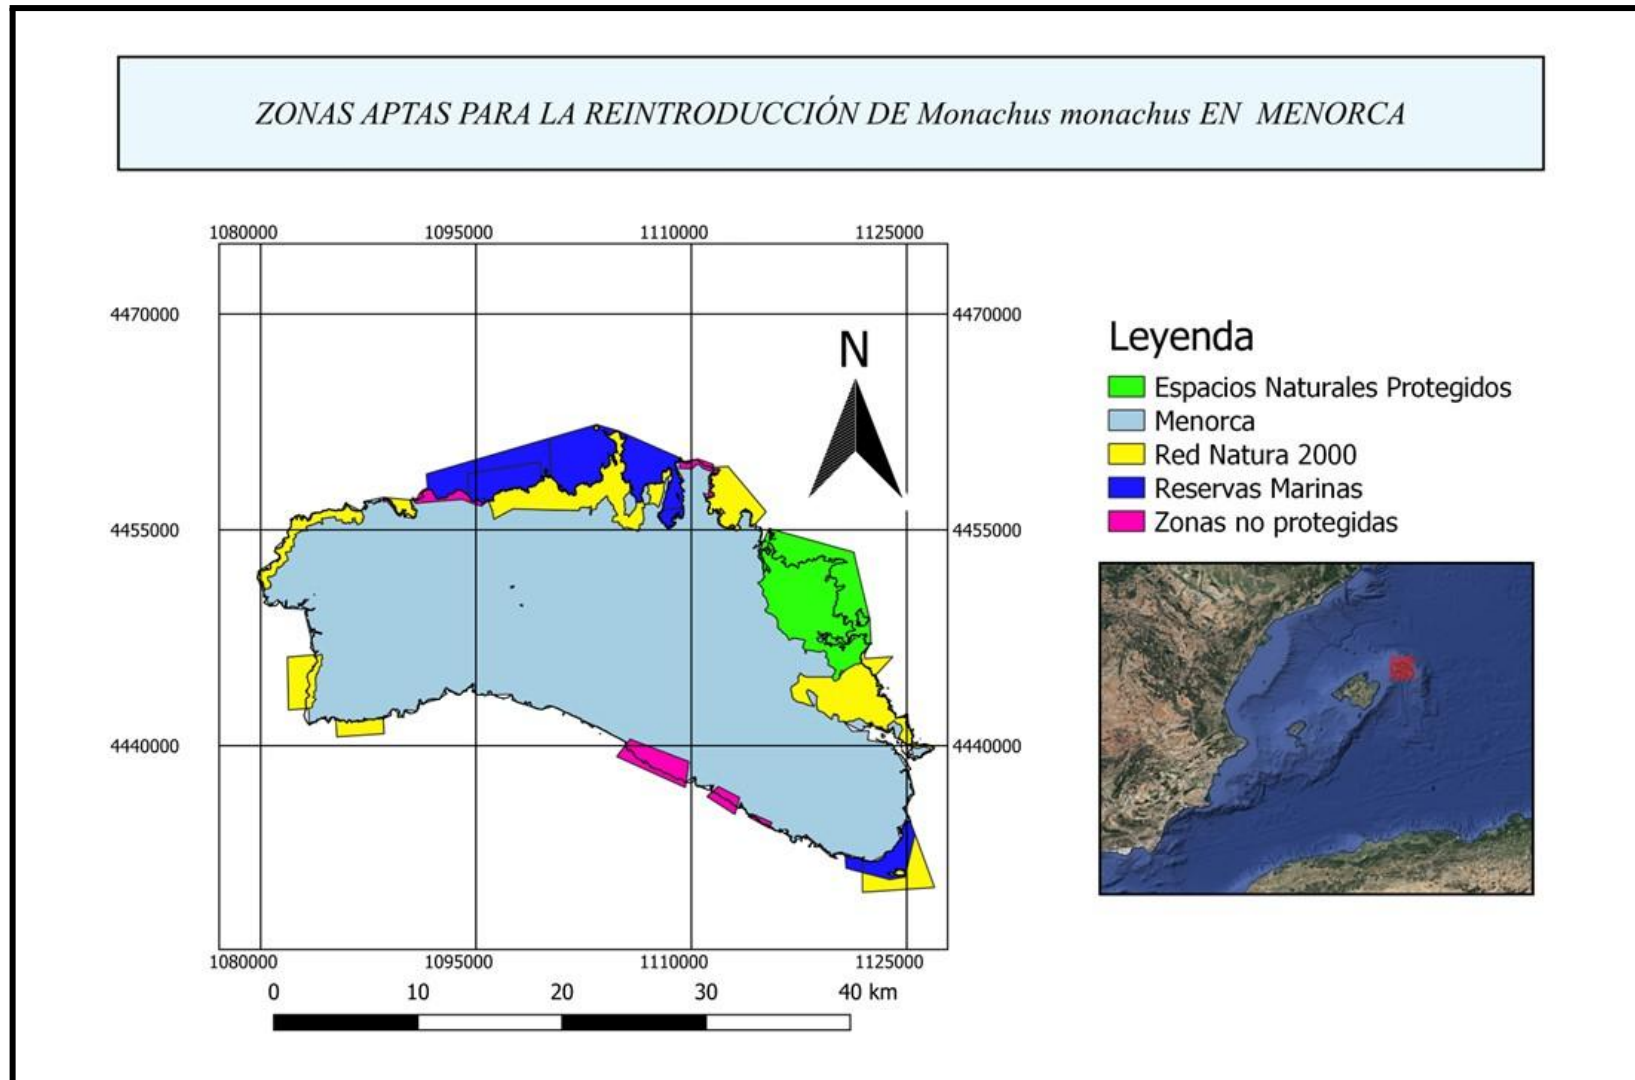 ZONAS APTAS PARA LA REINTRODUCCIÓN DE Monachus monachus EN MENORCA
1080000 1095000 1110000 1125000
4470000 4470000
N
4455000 4455000
4440000 4440000
1080000 1095000 1110000 1125000
0 10 20 30 40 km
Leyenda
Espacios Naturales Protegidos
Menorca
Red Natura 2000
Reservas Marinas
Zonas no protegidas